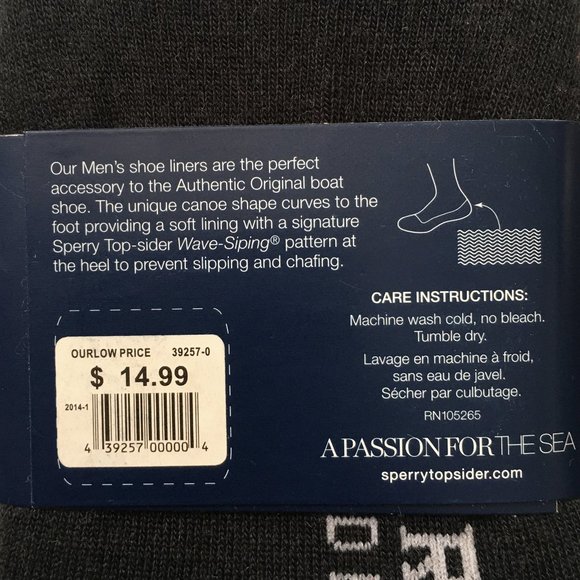 Our Men's shoe liners are the perfect
accessory to the Authentic Original boat
shoe. The unique canoe shape curves to the
foot providing a soft lining with a signature
Sperry Top-sider Wave-Siping® pattern at
the heel to prevent slipping and chafing.
CARE INSTRUCTIONS:
Machine wash cold, no bleach.
Tumble dry.
Lavage en machine à froid,
sans eau de javel.
Sécher par culbutage.
RN105265
A PASSION FOR THE SEA
sperrytopsider.com
OURLOW PRICE 39257-0
$ 14.99
2014-1
4 39257 00000 4